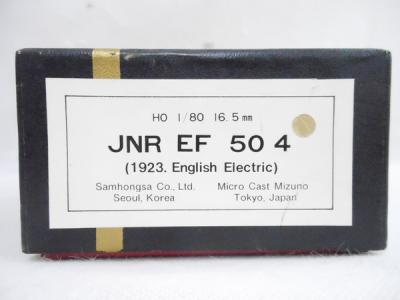 HO 1/80 16.5mm
JNR EF 50 4
(1923. English Electric)
Samhongsa Co., Ltd. Micro Cast Mizuno
Seoul, Korea Tokyo, Japan